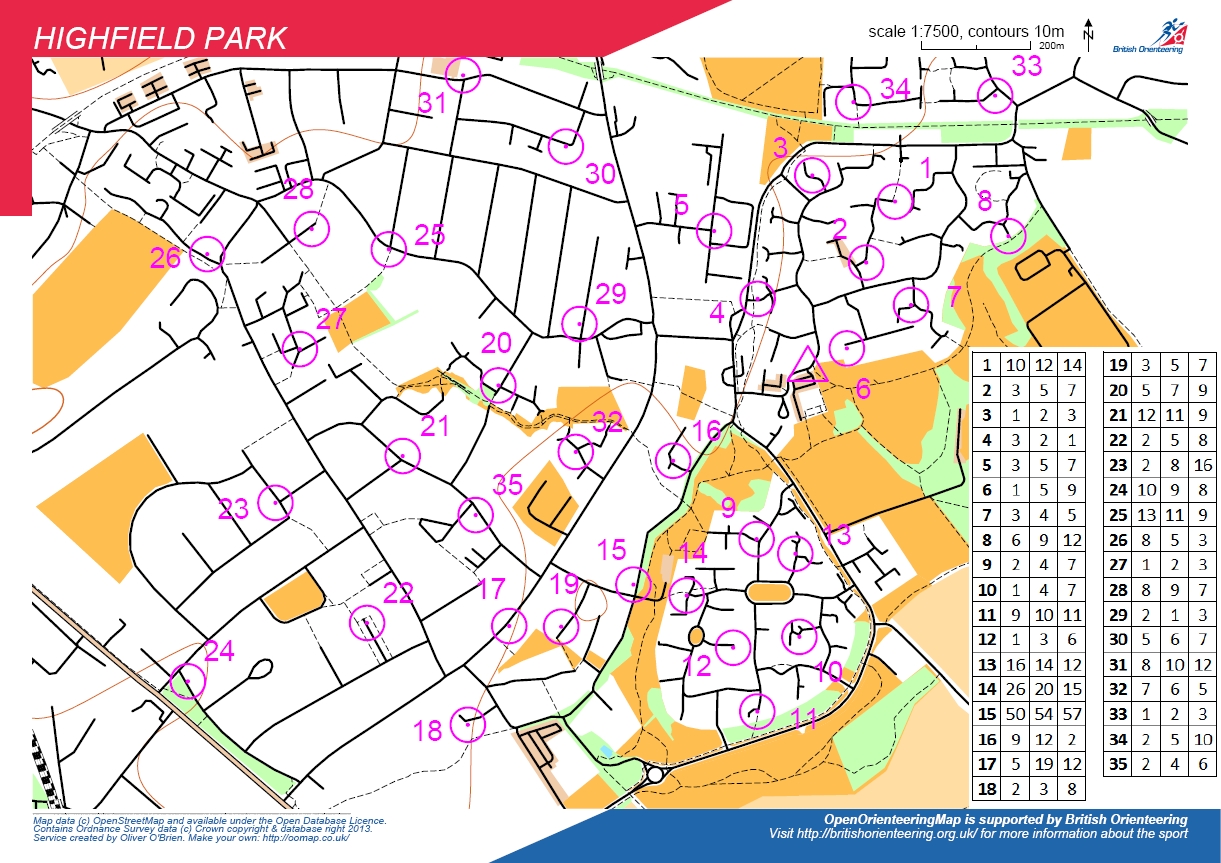 HIGHFIELD PARK
scale 1:7500, contours 10m
200m
N
British Orienteering
33
34
31
30
3
1
28
8
5
2
25
26
29
7
4
27
20
6
32
16
21
35
9
23
13
15
14
22
17
19
24
12
10
11
18
1 10 12 14
2 3 5 7
3 1 2 3
4 3 2 1
5 3 5 7
6 1 5 9
7 3 4 5
8 6 9 12
9 2 4 7
10 1 4 7
11 9 10 11
12 1 3 6
13 16 14 12
14 26 20 15
15 50 54 57
16 9 12 2
17 5 19 12
18 2 3 8
19 3 5 7
20 5 7 9
21 12 11 9
22 2 5 8
23 2 8 16
24 10 9 8
25 13 11 9
26 8 5 3
27 1 2 3
28 8 9 7
29 2 1 3
30 5 6 7
31 8 10 12
32 7 6 5
33 1 2 3
34 2 5 10
35 2 4 6
Map data (c) OpenStreetMap and available under the Open Database Licence.
Contains Ordnance Survey data (c) Crown copyright & database right 2013.
Service created by Oliver O'Brien. Make your own: http://oomap.co.uk/
OpenOrienteeringMap is supported by British Orienteering
Visit http://britishorienteering.org.uk/ for more information about the sport